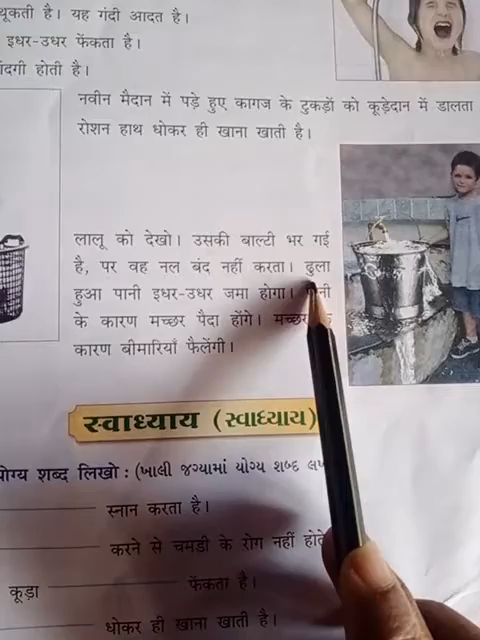 थूकती है। यह गंदी आदत है।
इधर-उधर फेंकता है।
गंदगी होती है।
नवीन मैदान में पड़े हुए कागज के टुकड़ों को कूड़ेदान में डालता
रोशन हाथ धोकर ही खाना खाती है।
लालू को देखो। उसकी बाल्टी भर गई
है, पर वह नल बंद नहीं करता। ढुला
हुआ पानी इधर-उधर जमा होगा।
के कारण मच्छर पैदा होंगे। मच्छर
कारण बीमारियाँ फैलेंगी।
स्वाध्याय (સ્વાધ્યાય)
योग्य शब्द लिखो : (ખાલી જગ્યામાં યોગ્ય શબ્દ
स्नान करता है।
करने से चमडी के रोग नहीं होते
कूड़ा फेंकता है।
धोकर ही खाना खाती है।